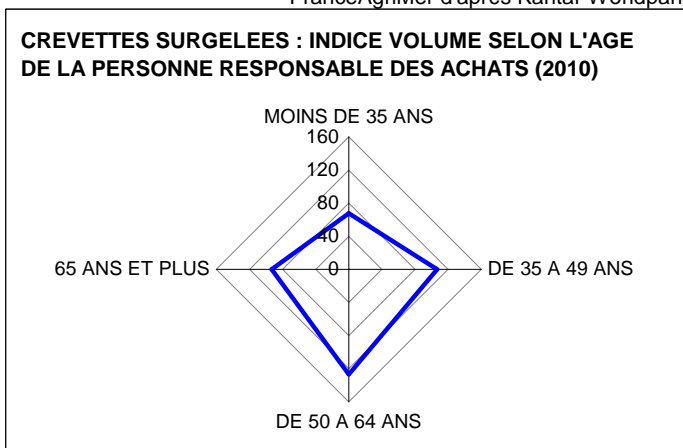 CREVETTES SURGELEES : INDICE VOLUME SELON L'AGE
DE LA PERSONNE RESPONSABLE DES ACHATS (2010)
MOINS DE 35 ANS
160
120
80
40
65 ANS ET PLUS
0
DE 35 A 49 ANS
DE 50 A 64 ANS